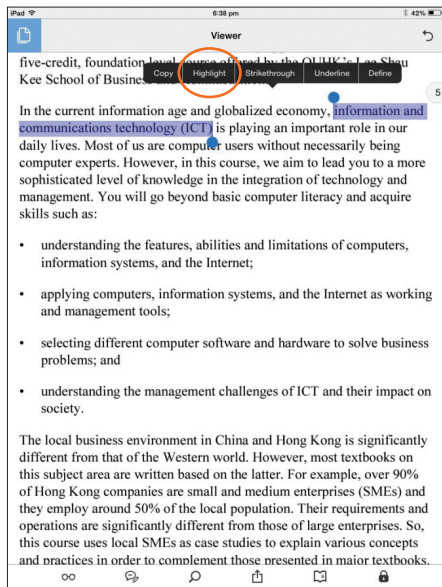 iPad 6:38 pm 42%
Viewer
five-credit, foundation level course offered by the OUHK's Lee Shau
Copy Highlight Strikethrough Underline Define
Kee School of Business and
5
In the current information age and globalized economy, information and
communications technology (ICT) is playing an important role in our
daily lives. Most of us are computer users without necessarily being
computer experts. However, in this course, we aim to lead you to a more
sophisticated level of knowledge in the integration of technology and
management. You will go beyond basic computer literacy and acquire
skills such as:
• understanding the features, abilities and limitations of computers,
information systems, and the Internet;
• applying computers, information systems, and the Internet as working
and management tools;
• selecting different computer software and hardware to solve business
problems; and
• understanding the management challenges of ICT and their impact on
society.
The local business environment in China and Hong Kong is significantly
different from that of the Western world. However, most textbooks on
this subject area are written based on the latter. For example, over 90%
of Hong Kong companies are small and medium enterprises (SMEs) and
they employ around 50% of the local population. Their requirements and
operations are significantly different from those of large enterprises. So,
this course uses local SMEs as case studies to explain various concepts
and practices in order to complement those presented in major textbooks.